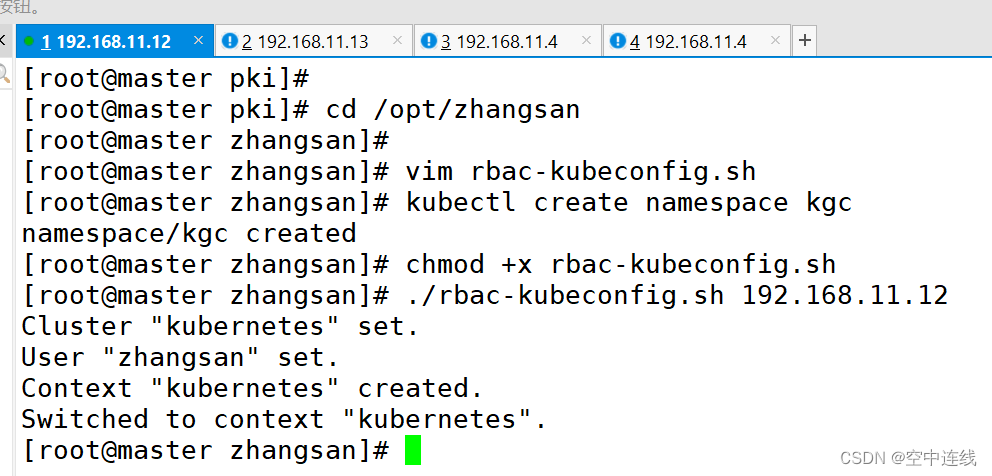 按钮。
1 192.168.11.12 × 2 192.168.11.13 × 3 192.168.11.4 × 4 192.168.11.4 × +
[root@master pki]#
[root@master pki]# cd /opt/zhangsan
[root@master zhangsan]#
[root@master zhangsan]# vim rbac-kubeconfig.sh
[root@master zhangsan]# kubectl create namespace kgc
namespace/kgc created
[root@master zhangsan]# chmod +x rbac-kubeconfig.sh
[root@master zhangsan]# ./rbac-kubeconfig.sh 192.168.11.12
Cluster "kubernetes" set.
User "zhangsan" set.
Context "kubernetes" created.
Switched to context "kubernetes".
[root@master zhangsan]#
CSDN @空中连线